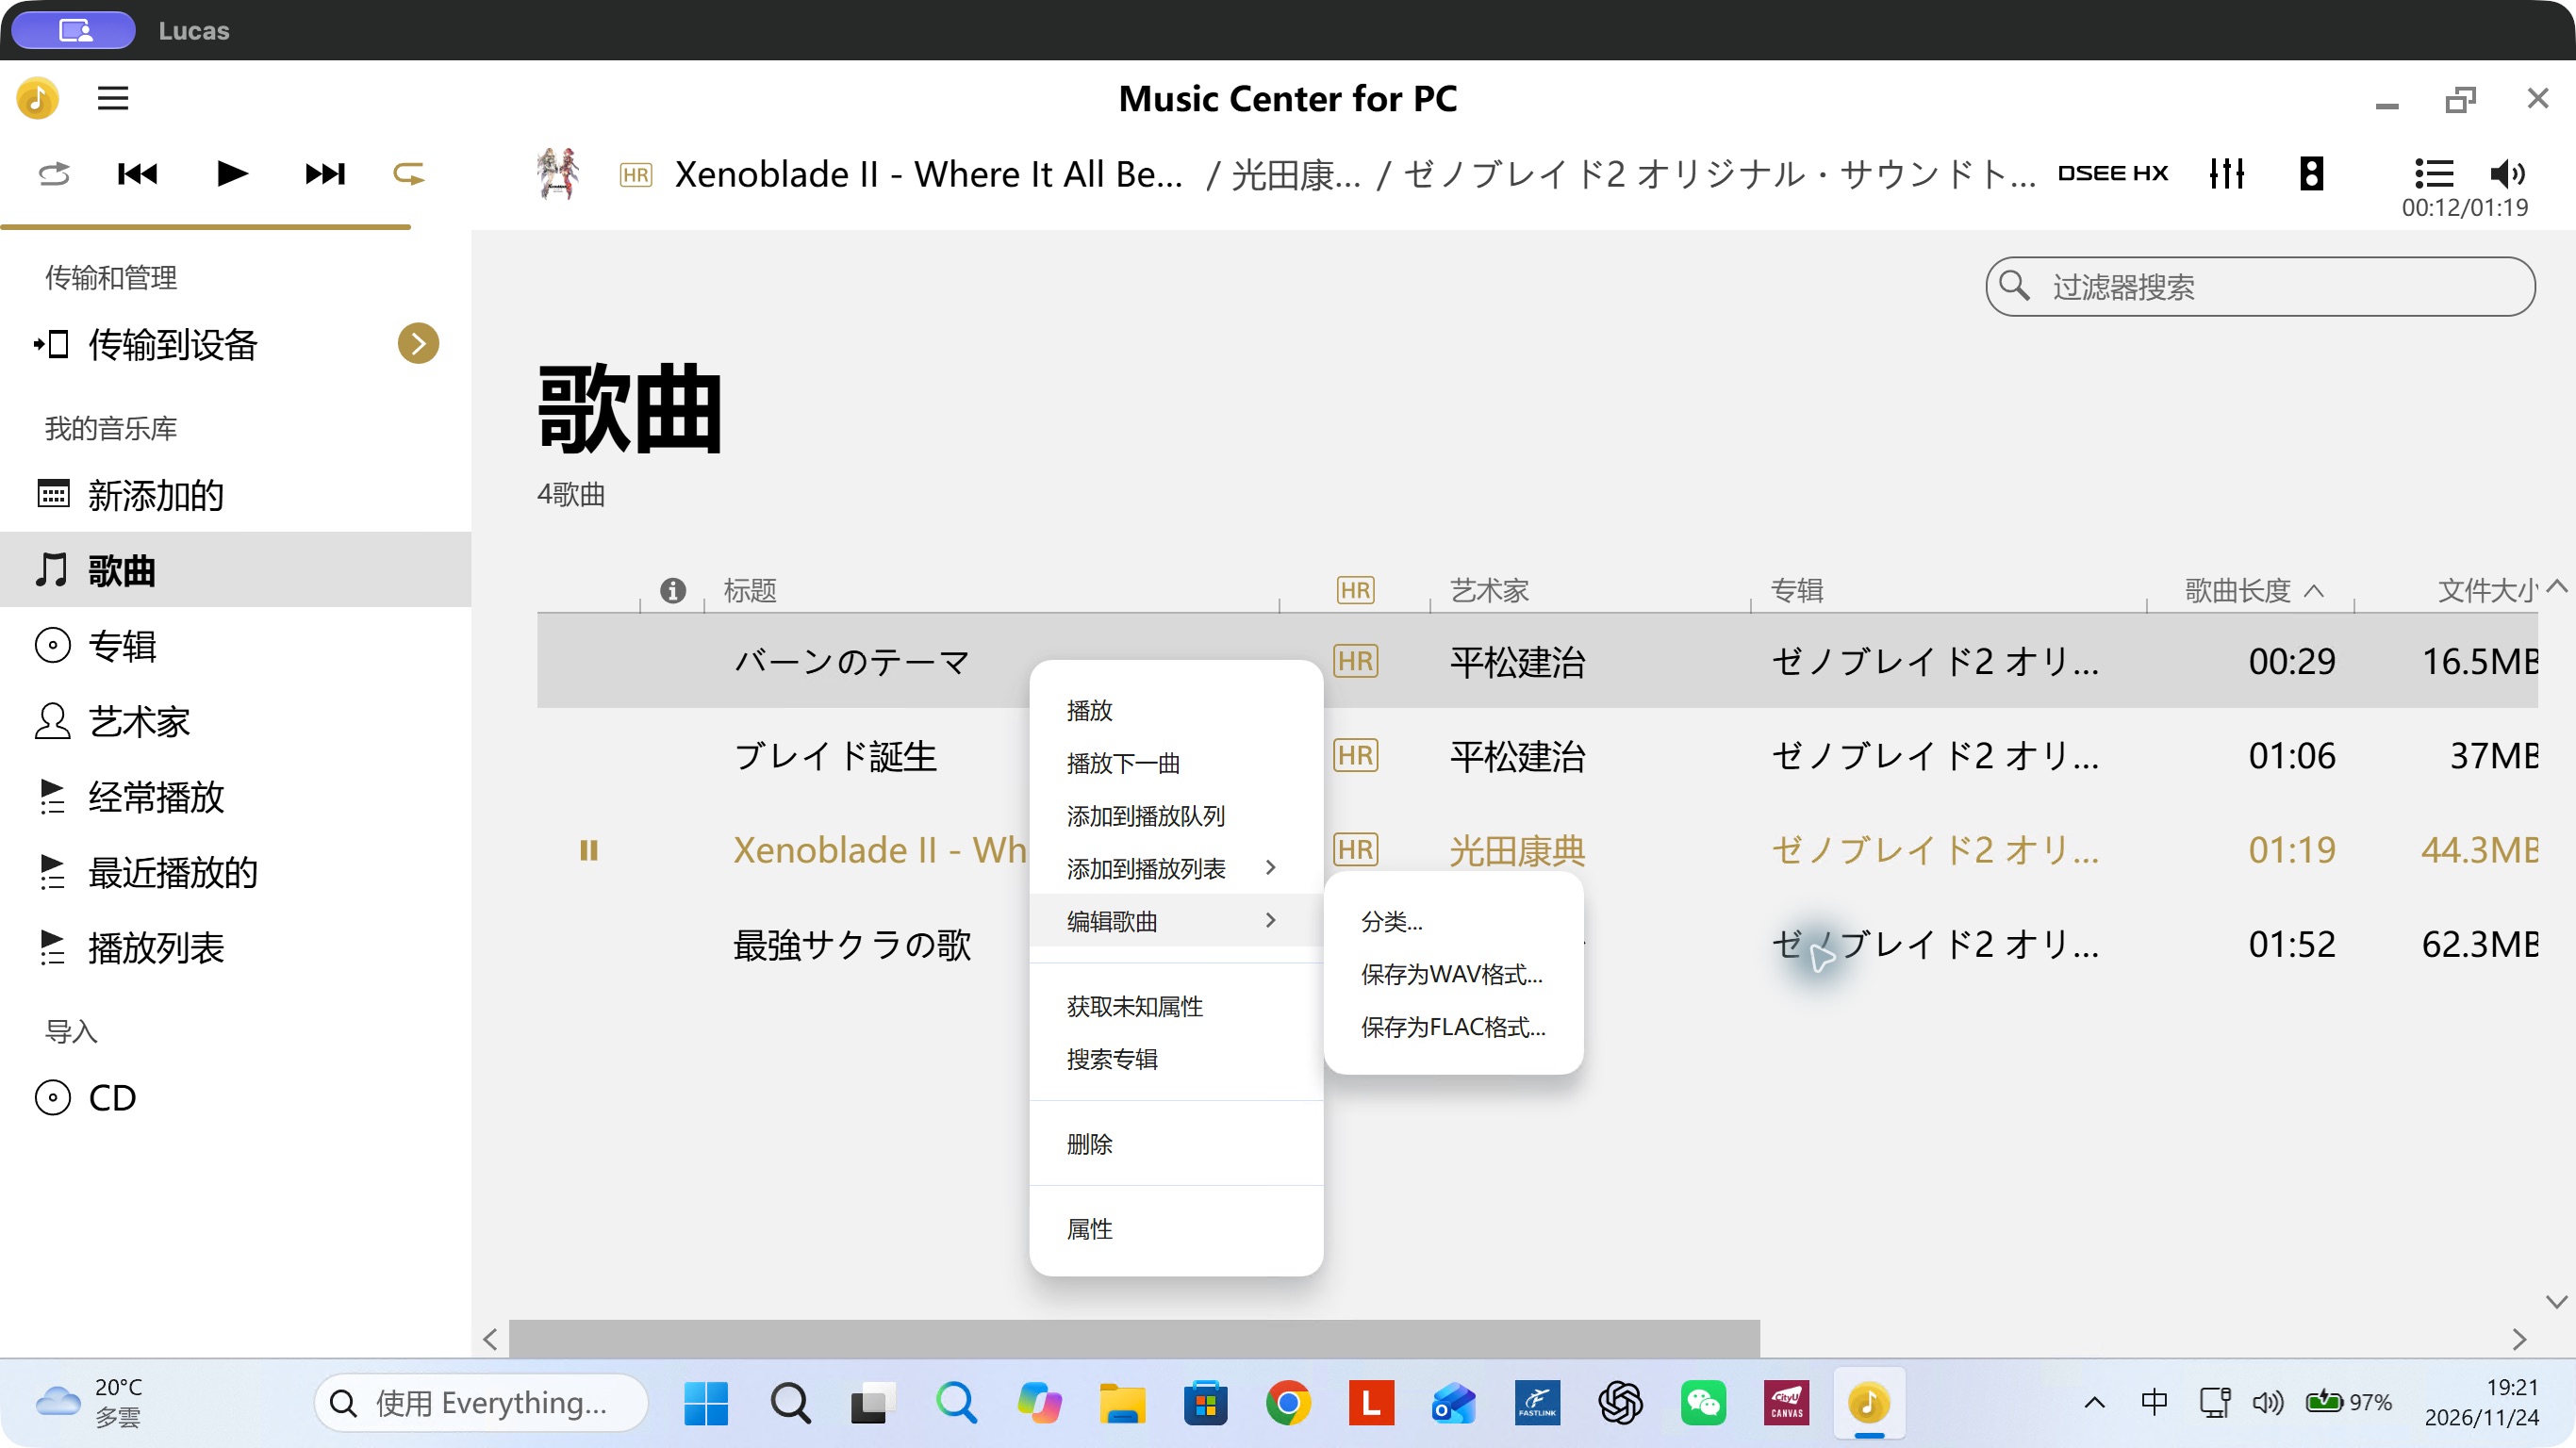 Lucas
Music Center for PC
HR Xenoblade II - Where It All Be... / 光田康... / ゼノブレイド2 オリジナル・サウンドト... DSEE HX
00:12/01:19
传输和管理
传输到设备
我的音乐库
新添加的
歌曲
专辑
艺术家
经常播放
最近播放的
播放列表
导入
CD
过滤器搜索
歌曲
4歌曲
标题 HR 艺术家 专辑 歌曲长度 文件大小
バーンのテーマ HR 平松建治 ゼノブレイド2 オリ... 00:29 16.5MB
ブレイド誕生 HR 平松建治 ゼノブレイド2 オリ... 01:06 37MB
Xenoblade II - Wh HR 光田康典 ゼノブレイド2 オリ... 01:19 44.3MB
最強サクラの歌 ゼノブレイド2 オリ... 01:52 62.3MB
播放
播放下一曲
添加到播放队列
添加到播放列表
编辑歌曲
获取未知属性
搜索专辑
删除
属性
分类...
保存为WAV格式...
保存为FLAC格式...
20°C
多雲
使用 Everything...
L
FASTLINK
CityU
CANVAS
中
97%
19:21
2026/11/24